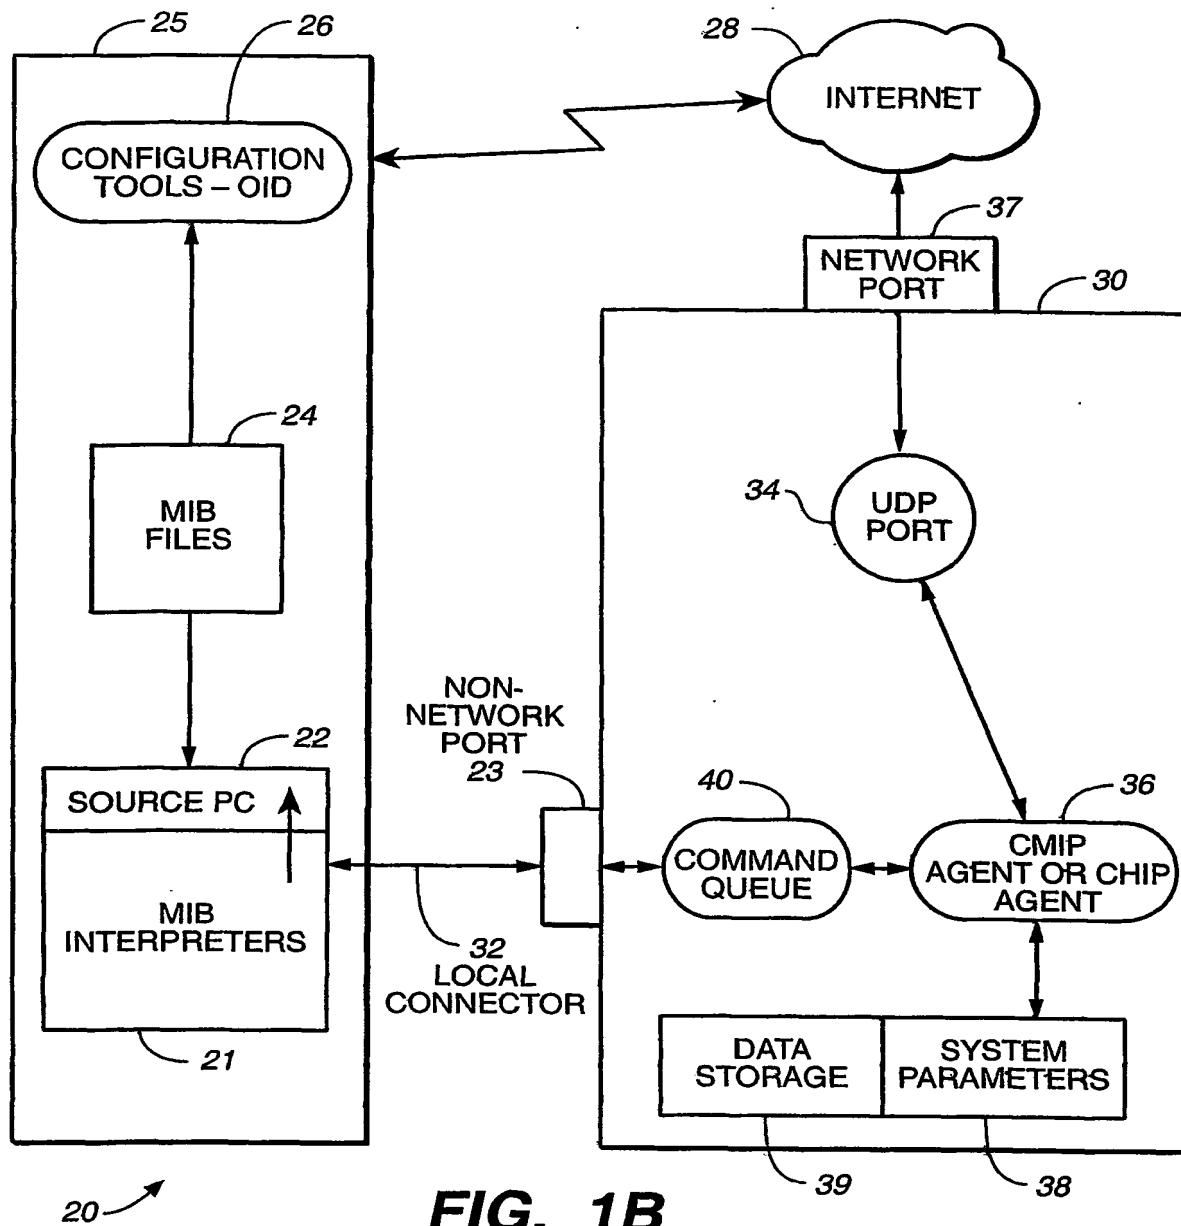 25
26
28
CONFIGURATION
TOOLS – OID
INTERNET
37
NETWORK
PORT
30
24
MIB
FILES
34
UDP
PORT
NON-
NETWORK
PORT
23
22
SOURCE PC
MIB
INTERPRETERS
21
32
LOCAL
CONNECTOR
40
COMMAND
QUEUE
36
CMIP
AGENT OR CHIP
AGENT
DATA
STORAGE
SYSTEM
PARAMETERS
39
38
20
FIG. 1B